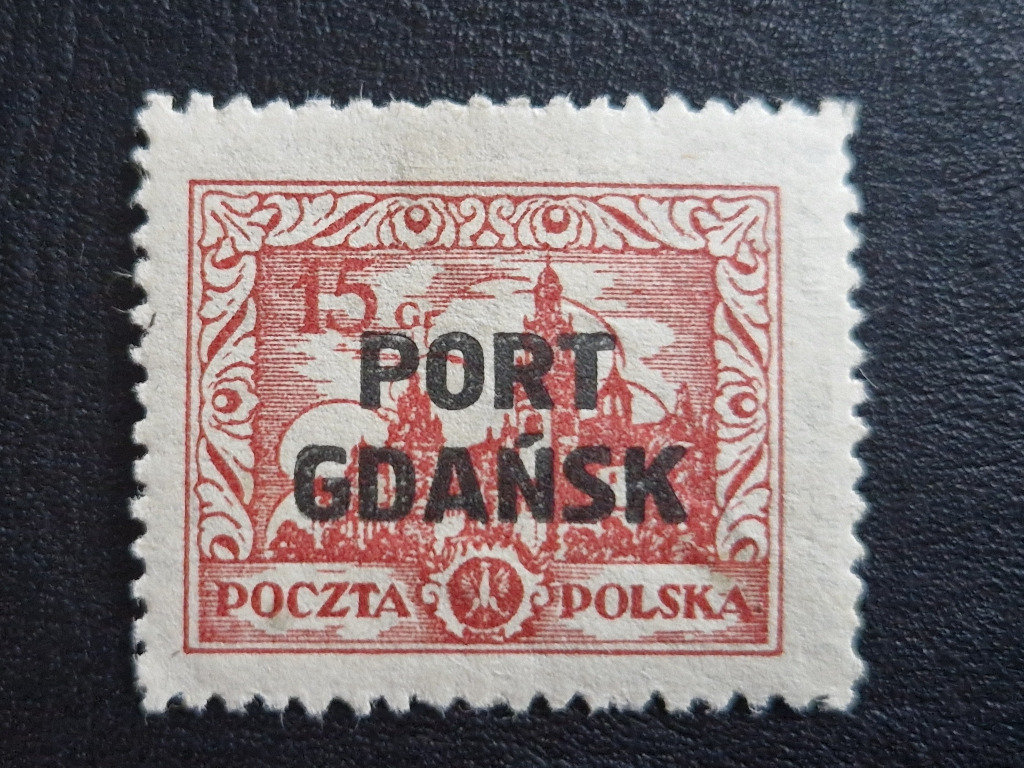 15 Gr
PORT
GDAŃSK
POCZTA POLSKA